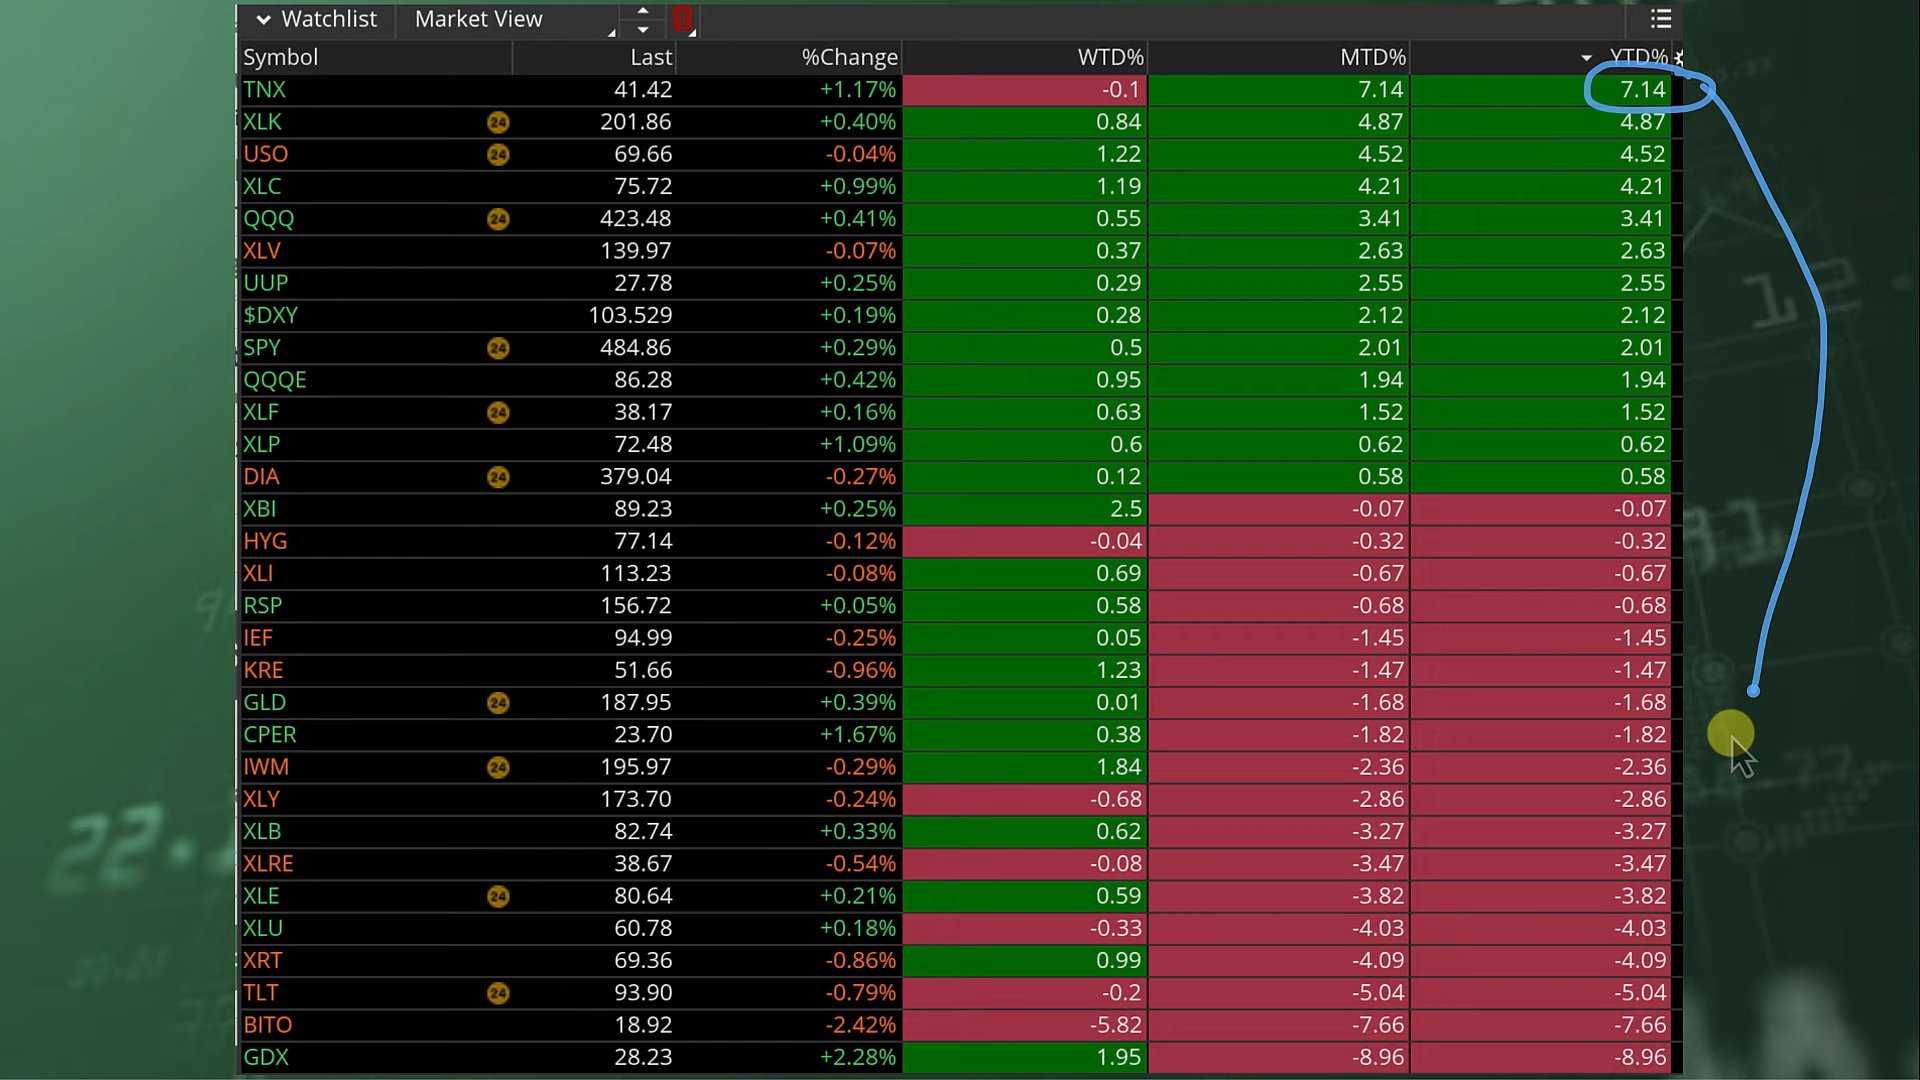 Watchlist Market View
Symbol Last %Change WTD% MTD% YTD%
TNX 41.42 +1.17% -0.1 7.14 7.14
XLK 24 201.86 +0.40% 0.84 4.87 4.87
USO 24 69.66 -0.04% 1.22 4.52 4.52
XLC 75.72 +0.99% 1.19 4.21 4.21
QQQ 24 423.48 +0.41% 0.55 3.41 3.41
XLV 139.97 -0.07% 0.37 2.63 2.63
UUP 27.78 +0.25% 0.29 2.55 2.55
$DXY 103.529 +0.19% 0.28 2.12 2.12
SPY 24 484.86 +0.29% 0.5 2.01 2.01
QQQE 86.28 +0.42% 0.95 1.94 1.94
XLF 24 38.17 +0.16% 0.63 1.52 1.52
XLP 72.48 +1.09% 0.6 0.62 0.62
DIA 24 379.04 -0.27% 0.12 0.58 0.58
XBI 89.23 +0.25% 2.5 -0.07 -0.07
HYG 77.14 -0.12% -0.04 -0.32 -0.32
XLI 113.23 -0.08% 0.69 -0.67 -0.67
RSP 156.72 +0.05% 0.58 -0.68 -0.68
IEF 94.99 -0.25% 0.05 -1.45 -1.45
KRE 51.66 -0.96% 1.23 -1.47 -1.47
GLD 24 187.95 +0.39% 0.01 -1.68 -1.68
CPER 23.70 +1.67% 0.38 -1.82 -1.82
IWM 24 195.97 -0.29% 1.84 -2.36 -2.36
XLY 173.70 -0.24% -0.68 -2.86 -2.86
XLB 82.74 +0.33% 0.62 -3.27 -3.27
XLRE 38.67 -0.54% -0.08 -3.47 -3.47
XLE 24 80.64 +0.21% 0.59 -3.82 -3.82
XLU 60.78 +0.18% -0.33 -4.03 -4.03
XRT 69.36 -0.86% 0.99 -4.09 -4.09
TLT 24 93.90 -0.79% -0.2 -5.04 -5.04
BITO 18.92 -2.42% -5.82 -7.66 -7.66
GDX 28.23 +2.28% 1.95 -8.96 -8.96